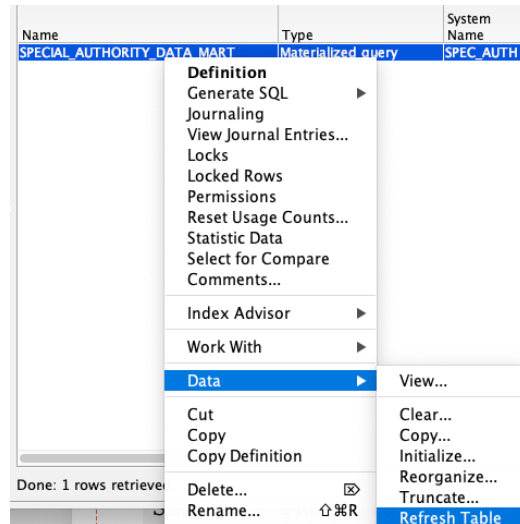 System
Name Type Name
SPECIAL_AUTHORITY_DATA_MART Materialized query SPEC_AUTH
Definition
Generate SQL
Journaling
View Journal Entries...
Locks
Locked Rows
Permissions
Reset Usage Counts...
Statistic Data
Select for Compare
Comments...
Index Advisor
Work With
Data
View...
Cut
Clear...
Copy
Copy...
Copy Definition
Initialize...
Done: 1 rows retrieve
Reorganize...
Delete...
Truncate...
Rename... ⇧⌘R
Refresh Table